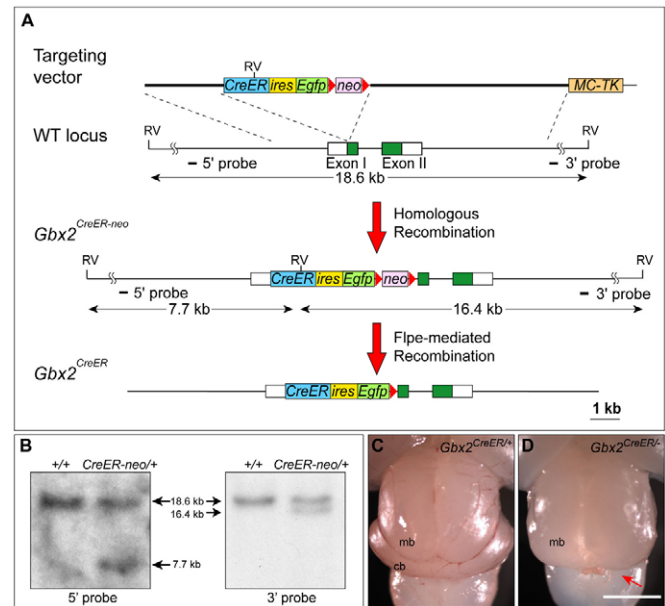 A
Targeting
vector
RV
CreER ires Egfp neo
MC-TK
WT locus
RV
RV
5' probe
Exon I
Exon II
3' probe
18.6 kb
Homologous
Recombination
Gbx2CreER-neo
RV
RV
RV
CreER ires Egfp neo
5' probe
3' probe
7.7 kb
16.4 kb
Flpe-mediated
Recombination
Gbx2CreER
CreER ires Egfp
1 kb
B
+/+ CreER-neo/+
+/+ CreER-neo/+
18.6 kb
16.4 kb
7.7 kb
5' probe
3' probe
C
Gbx2CreER/+
mb
cb
D
Gbx2CreER/-
mb